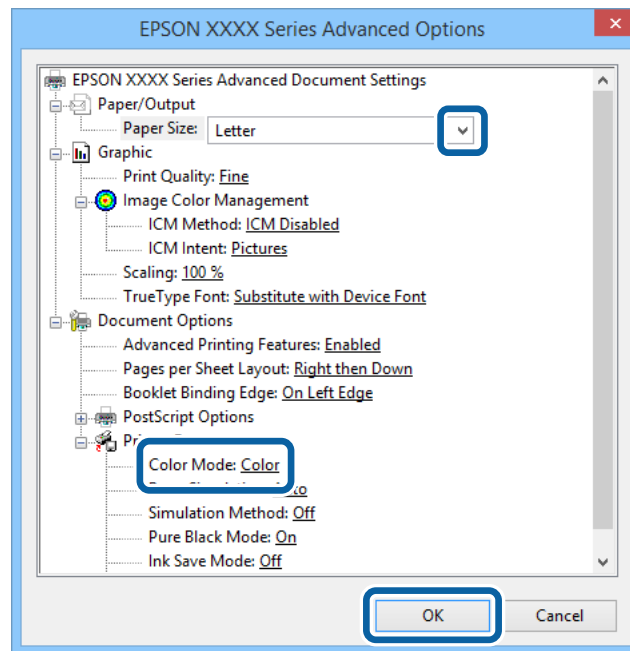 EPSON XXXX Series Advanced Options
EPSON XXXX Series Advanced Document Settings
Paper/Output
Paper Size: Letter
Graphic
Print Quality: Fine
Image Color Management
ICM Method: ICM Disabled
ICM Intent: Pictures
Scaling: 100 %
TrueType Font: Substitute with Device Font
Document Options
Advanced Printing Features: Enabled
Pages per Sheet Layout: Right then Down
Booklet Binding Edge: On Left Edge
PostScript Options
Color Mode: Color
Simulation Method: Off
Pure Black Mode: On
Ink Save Mode: Off
OK Cancel